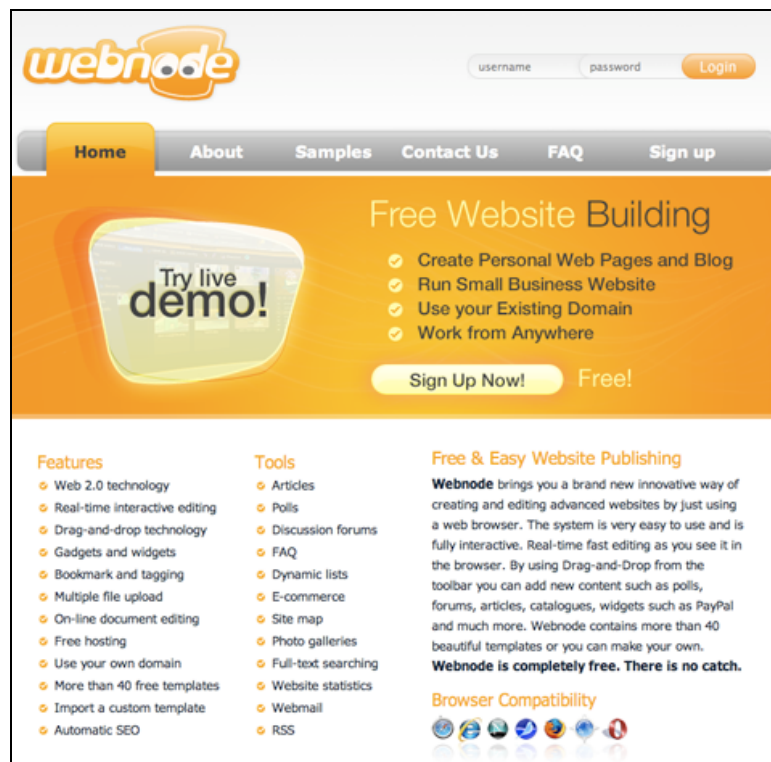 webnode
username password Login
Home About Samples Contact Us FAQ Sign up
Try live
demo!
Free Website Building
Create Personal Web Pages and Blog
Run Small Business Website
Use your Existing Domain
Work from Anywhere
Sign Up Now! Free!
Features
Web 2.0 technology
Real-time interactive editing
Drag-and-drop technology
Gadgets and widgets
Bookmark and tagging
Multiple file upload
On-line document editing
Free hosting
Use your own domain
More than 40 free templates
Import a custom template
Automatic SEO
Tools
Articles
Polls
Discussion forums
FAQ
Dynamic lists
E-commerce
Site map
Photo galleries
Full-text searching
Website statistics
Webmail
RSS
Free & Easy Website Publishing
Webnode brings you a brand new innovative way of
creating and editing advanced websites by just using
a web browser. The system is very easy to use and is
fully interactive. Real-time fast editing as you see it in
the browser. By using Drag-and-Drop from the
toolbar you can add new content such as polls,
forums, articles, catalogues, widgets such as PayPal
and much more. Webnode contains more than 40
beautiful templates or you can make your own.
Webnode is completely free. There is no catch.
Browser Compatibility